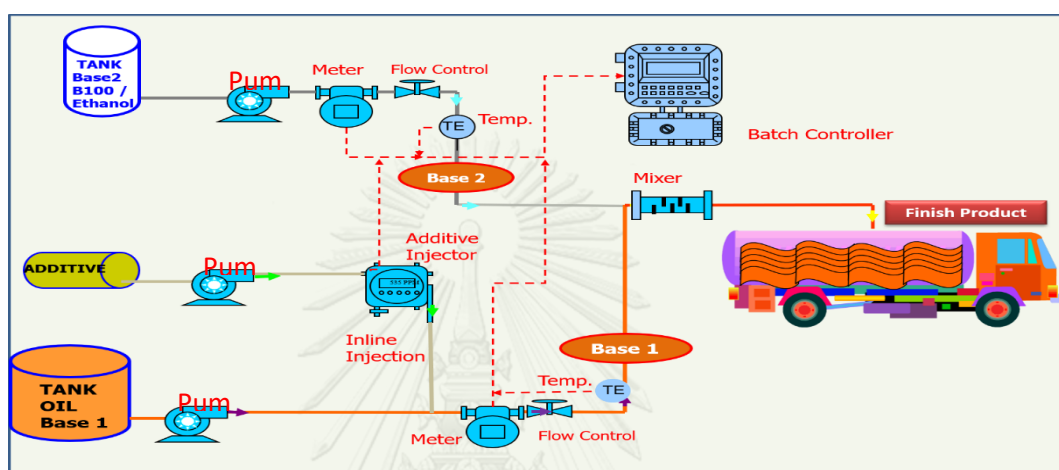 TANK
Base2
B100 /
Ethanol
Pum
Meter
Flow Control
TE
Temp.
Batch Controller
Base 2
Mixer
Finish Product
ADDITIVE
Pum
Additive
Injector
Inline
Injection
Base 1
TANK
OIL
Base 1
Pum
Temp.
TE
Meter
Flow Control